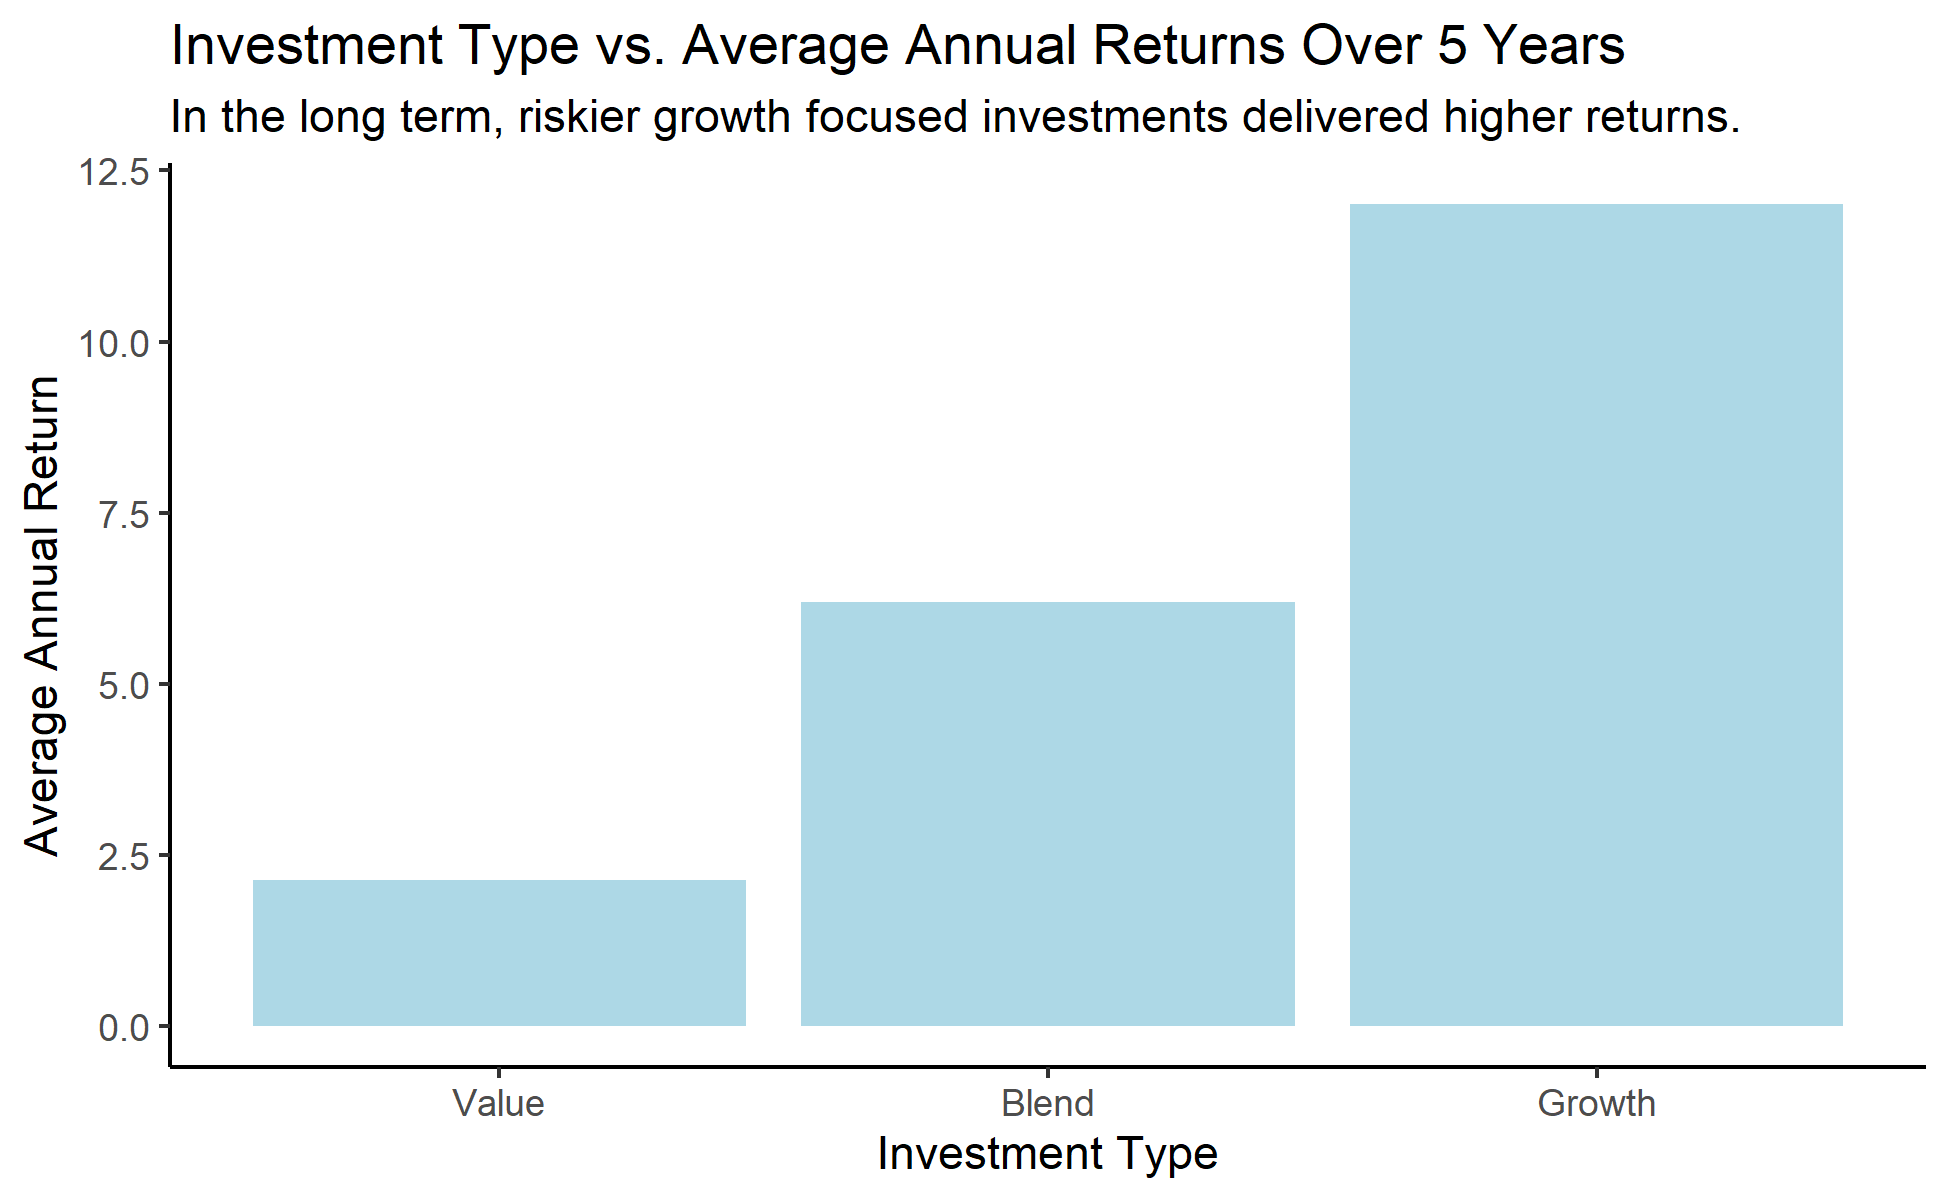 Investment Type vs. Average Annual Returns Over 5 Years
In the long term, riskier growth focused investments delivered higher returns.
12.5
10.0
7.5
5.0
2.5
0.0
Average Annual Return
Value
Blend
Growth
Investment Type